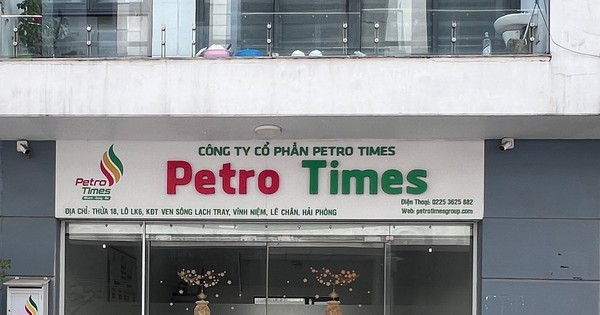 CÔNG TY CỔ PHẦN PETRO TIMES
Petro
Times
Petro Times
Điện Thoại: 0225 3625 882
Web: petrotimesgroup.com
ĐỊA CHỈ: THỬA 18, LÔ LK6, KĐT VEN SÔNG LẠCH TRAY, VĨNH NIỆM, LÊ CHÂN, HẢI PHÒNG